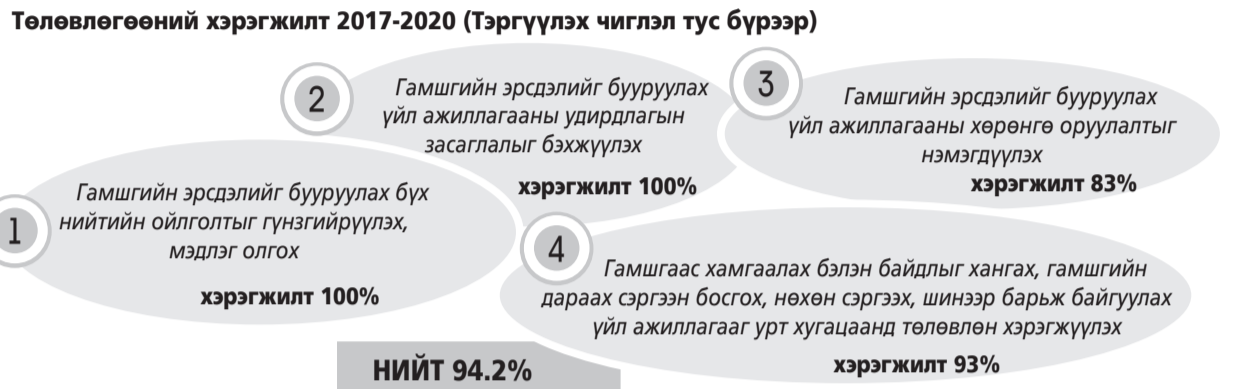 Төлөвлөгөөний хэрэгжилт 2017-2020 (Тэргүүлэх чиглэл тус бүрээр)
1
Гамшгийн эрсдэлийг бууруулах бүх
нийтийн ойлголтыг гүнзгийрүүлэх,
мэдлэг олгох
хэрэгжилт 100%
2
Гамшгийн эрсдэлийг бууруулах
үйл ажиллагааны удирдлагын
засаглалыг бэхжүүлэх
хэрэгжилт 100%
3
Гамшгийн эрсдэлийг бууруулах
үйл ажиллагааны хөрөнгө оруулалтыг
нэмэгдүүлэх
хэрэгжилт 83%
4
Гамшгаас хамгаалах бэлэн байдлыг хангах, гамшгийн
дараах сэргээн босгох, нөхөн сэргээх, шинээр барьж байгуулах
үйл ажиллагааг урт хугацаанд төлөвлөн хэрэгжүүлэх
хэрэгжилт 93%
НИЙТ 94.2%